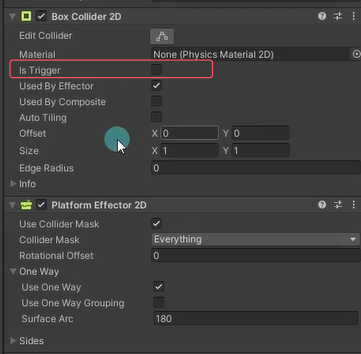 Box Collider 2D
Edit Collider
Material None (Physics Material 2D)
Is Trigger
Used By Effector
Used By Composite
Auto Tiling
Offset X 0 Y 0
Size X 1 Y 1
Edge Radius 0
Info
Platform Effector 2D
Use Collider Mask
Collider Mask Everything
Rotational Offset 0
One Way
Use One Way
Use One Way Grouping
Surface Arc 180
Sides